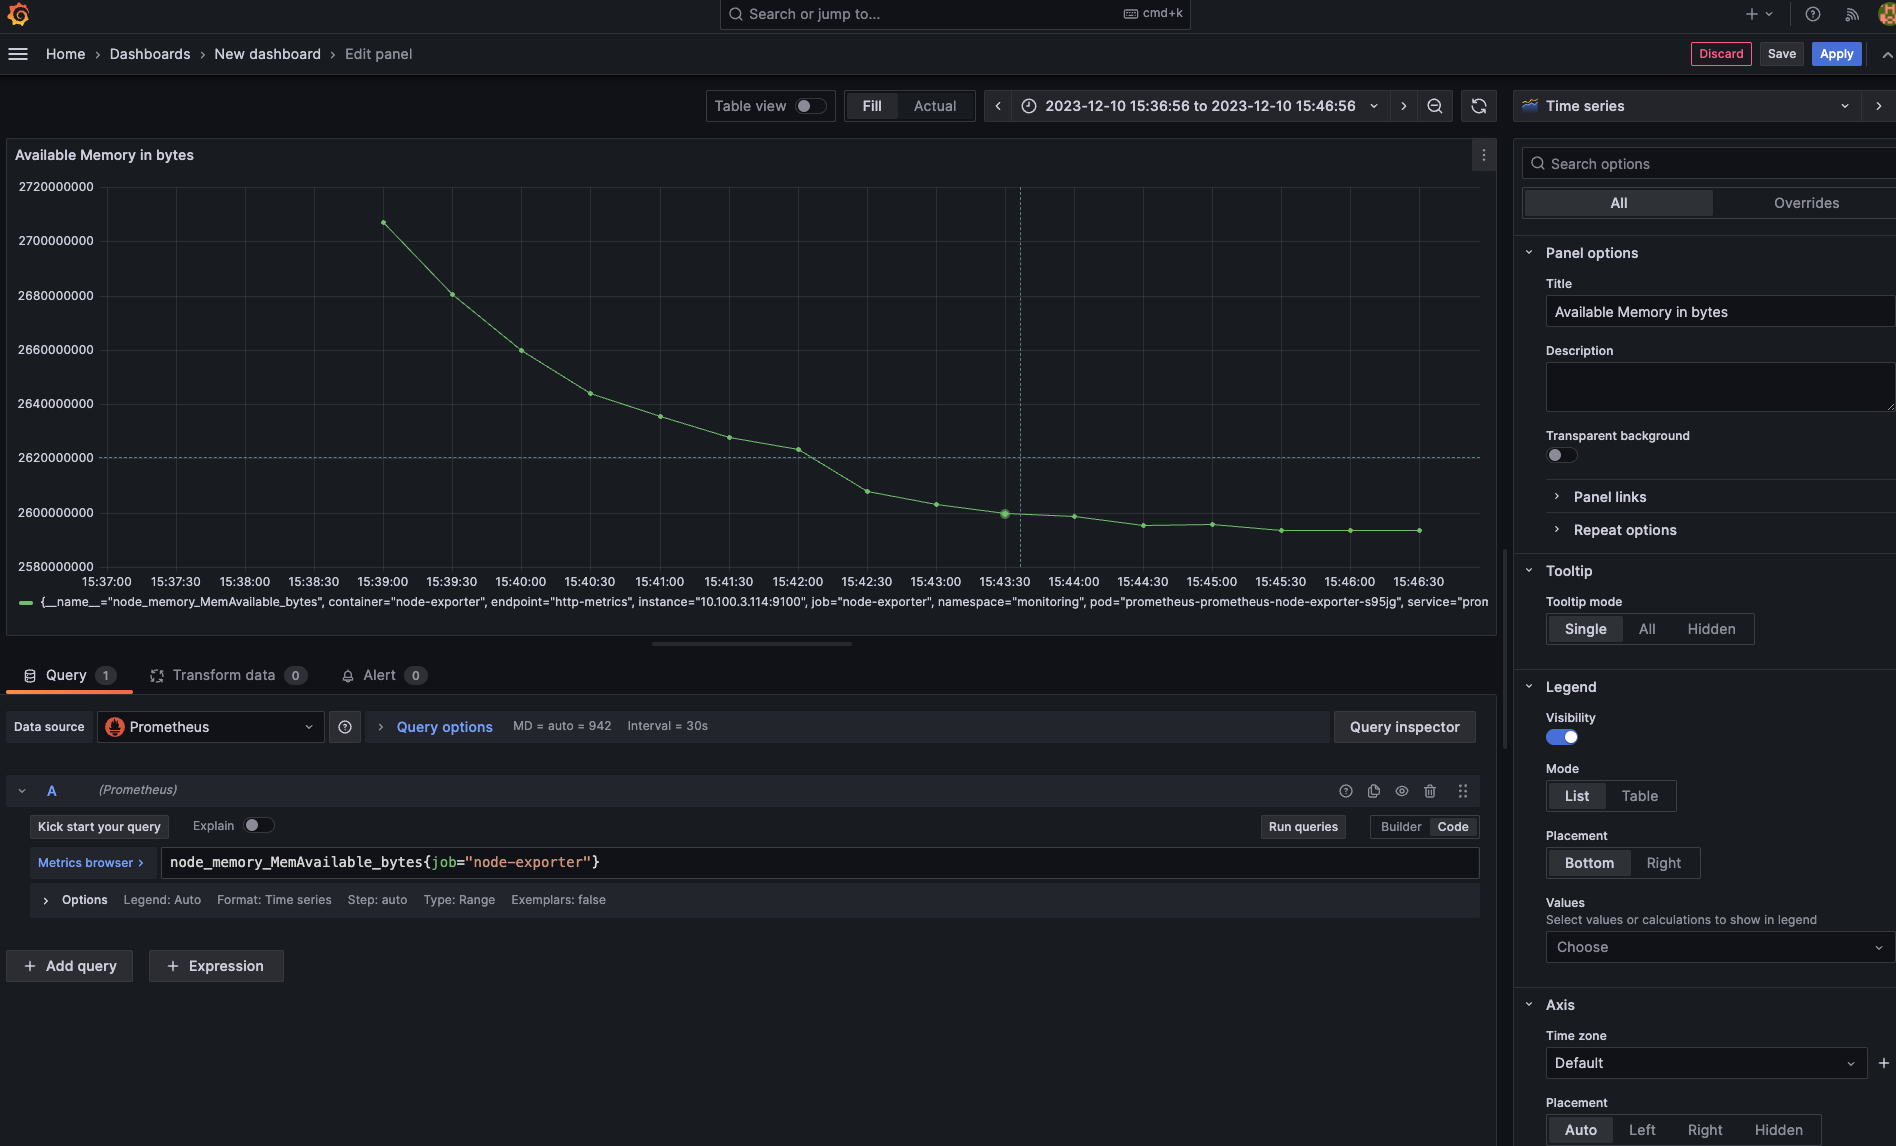 Search or jump to... cmd+k
Home › Dashboards › New dashboard › Edit panel Discard Save Apply
Table view Fill Actual 2023-12-10 15:36:56 to 2023-12-10 15:46:56 Time series
Available Memory in bytes
2720000000
2700000000
2680000000
2660000000
2640000000
2620000000
2600000000
2580000000
15:37:00 15:37:30 15:38:00 15:38:30 15:39:00 15:39:30 15:40:00 15:40:30 15:41:00 15:41:30 15:42:00 15:42:30 15:43:00 15:43:30 15:44:00 15:44:30 15:45:00 15:45:30 15:46:00 15:46:30
{__name__="node_memory_MemAvailable_bytes", container="node-exporter", endpoint="http-metrics", instance="10.100.3.114:9100", job="node-exporter", namespace="monitoring", pod="prometheus-prometheus-node-exporter-s95jg", service="prom
Query 1 Transform data 0 Alert 0
Data source Prometheus Query options MD = auto = 942 Interval = 30s Query inspector
A (Prometheus)
Kick start your query Explain Run queries Builder Code
Metrics browser > node_memory_MemAvailable_bytes{job="node-exporter"}
Options Legend: Auto Format: Time series Step: auto Type: Range Exemplars: false
+ Add query + Expression
Search options
All Overrides
Panel options
Title
Available Memory in bytes
Description
Transparent background
Panel links
Repeat options
Tooltip
Tooltip mode
Single All Hidden
Legend
Visibility
Mode
List Table
Placement
Bottom Right
Values
Select values or calculations to show in legend
Choose
Axis
Time zone
Default
Placement
Auto Left Right Hidden